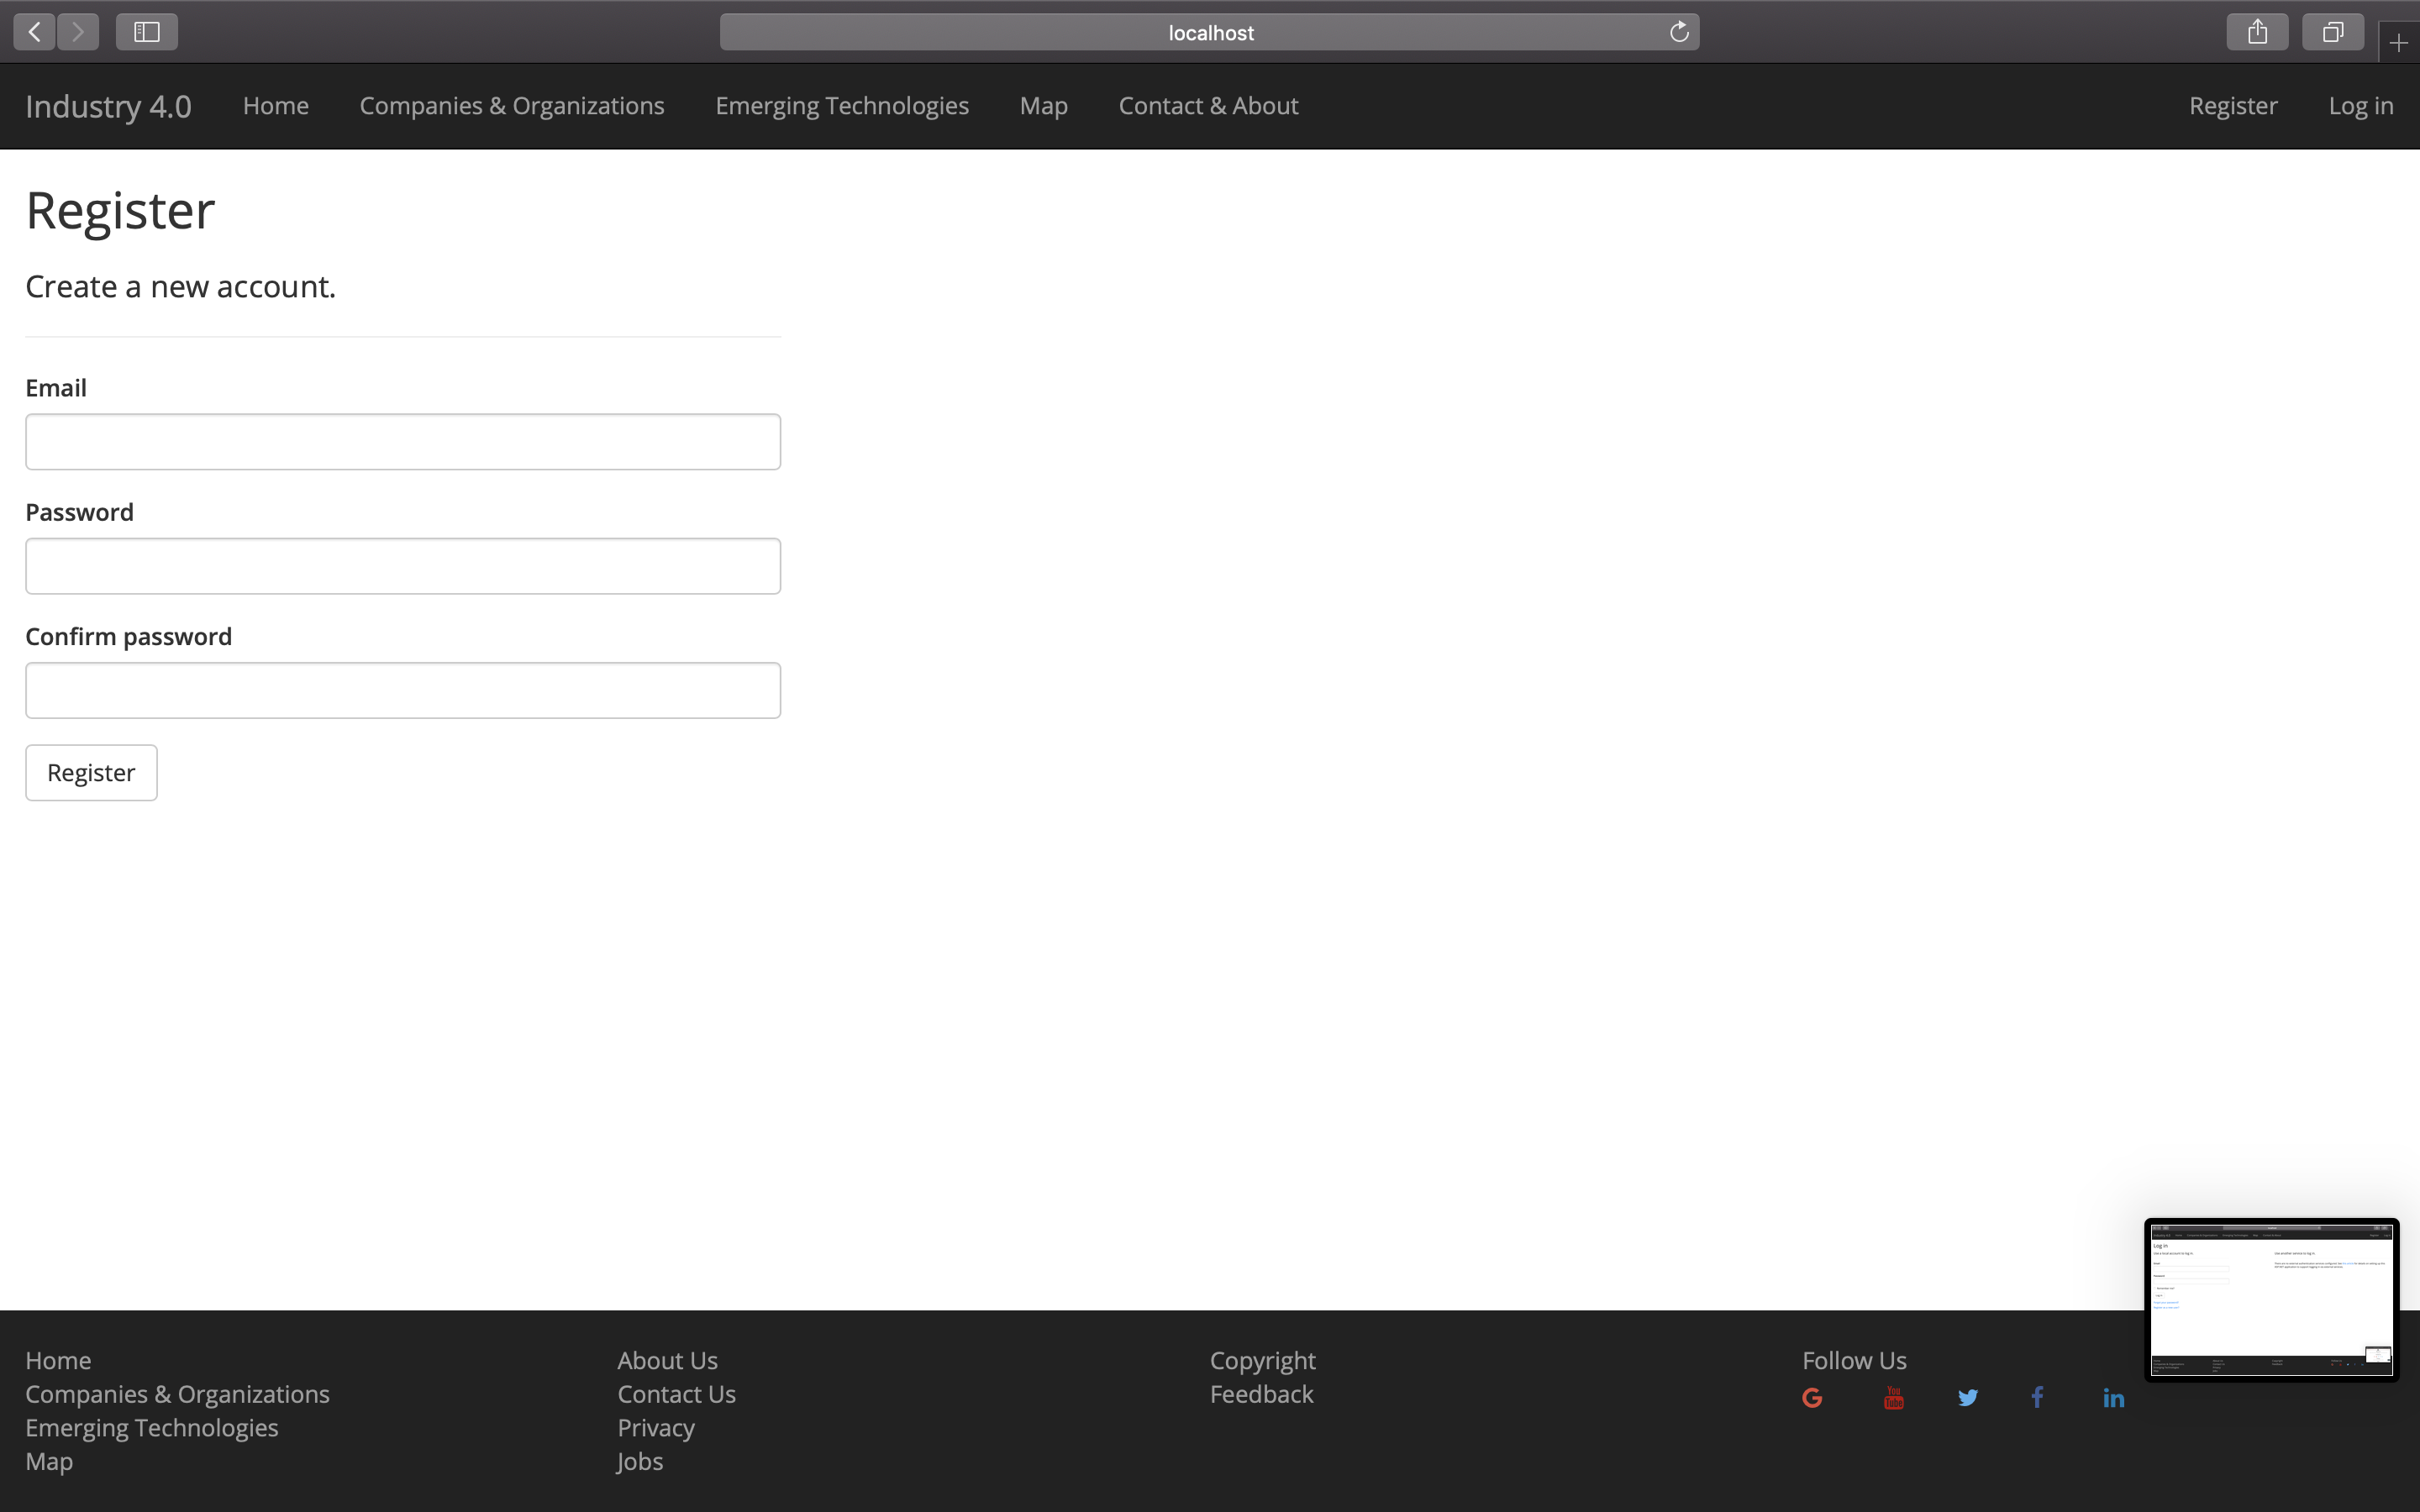 localhost
Industry 4.0 Home Companies & Organizations Emerging Technologies Map Contact & About Register Log in
Register
Create a new account.
Email
Password
Confirm password
Register
Home About Us Copyright Follow Us
Companies & Organizations Contact Us Feedback
Emerging Technologies Privacy
Map Jobs
Log in